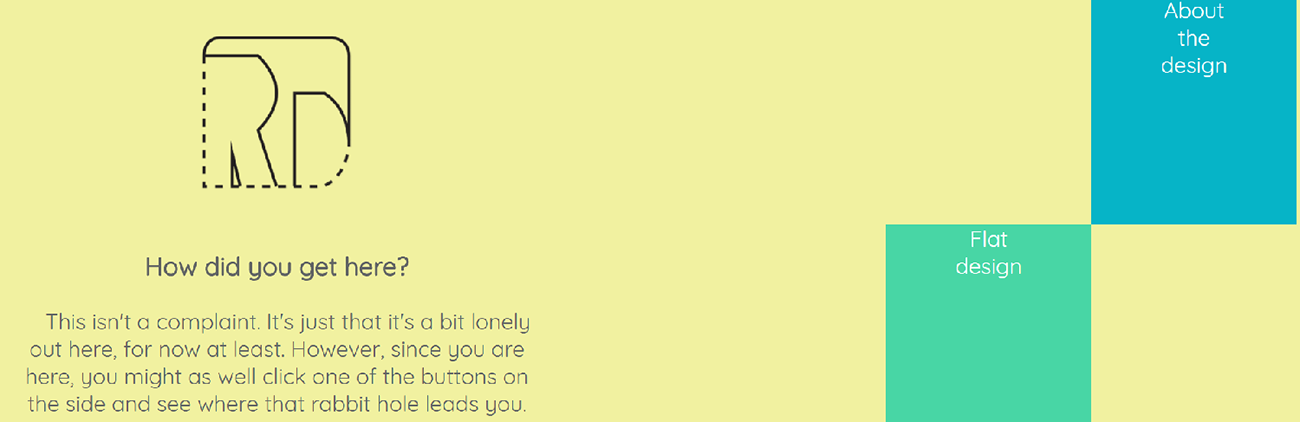 RD
How did you get here?
This isn't a complaint. It's just that it's a bit lonely
out here, for now at least. However, since you are
here, you might as well click one of the buttons on
the side and see where that rabbit hole leads you.
About
the
design
Flat
design